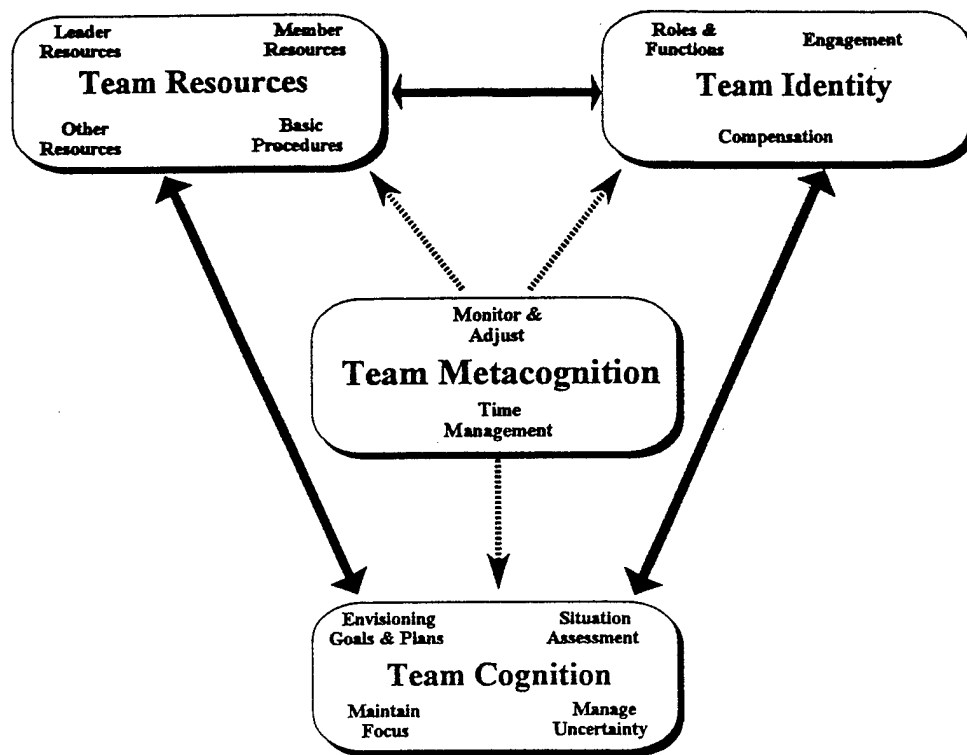 Leader
Resources
Member
Resources
Team Resources
Other
Resources
Basic
Procedures
Roles &
Functions
Engagement
Team Identity
Compensation
Monitor &
Adjust
Team Metacognition
Time
Management
Envisioning
Goals & Plans
Situation
Assessment
Team Cognition
Maintain
Focus
Manage
Uncertainty